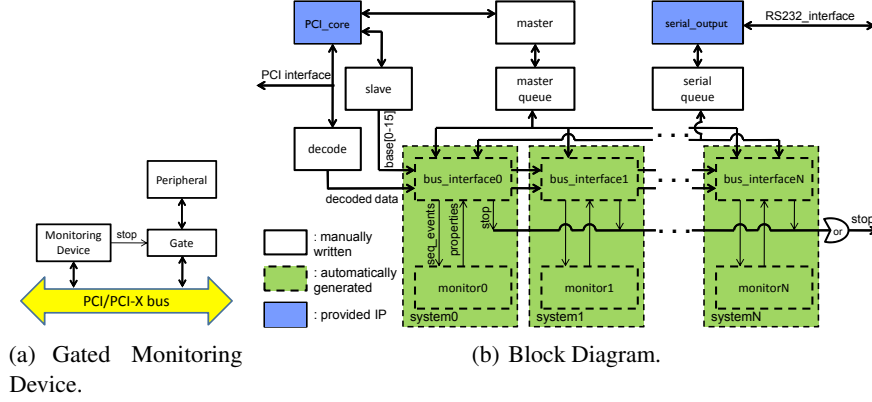 PCI_core
master
serial_output
RS232_interface
PCI interface
slave
master
queue
serial
queue
decode
base[0-15]
decoded data
bus_interface0
bus_interface1
bus_interfaceN
seq_events
properties
stop
or
stop
monitor0
monitor1
monitorN
system0
system1
systemN
: manually
written
: automatically
generated
: provided IP
Peripheral
Monitoring
Device
stop
Gate
PCI/PCI-X bus
(a) Gated Monitoring
Device.
(b) Block Diagram.